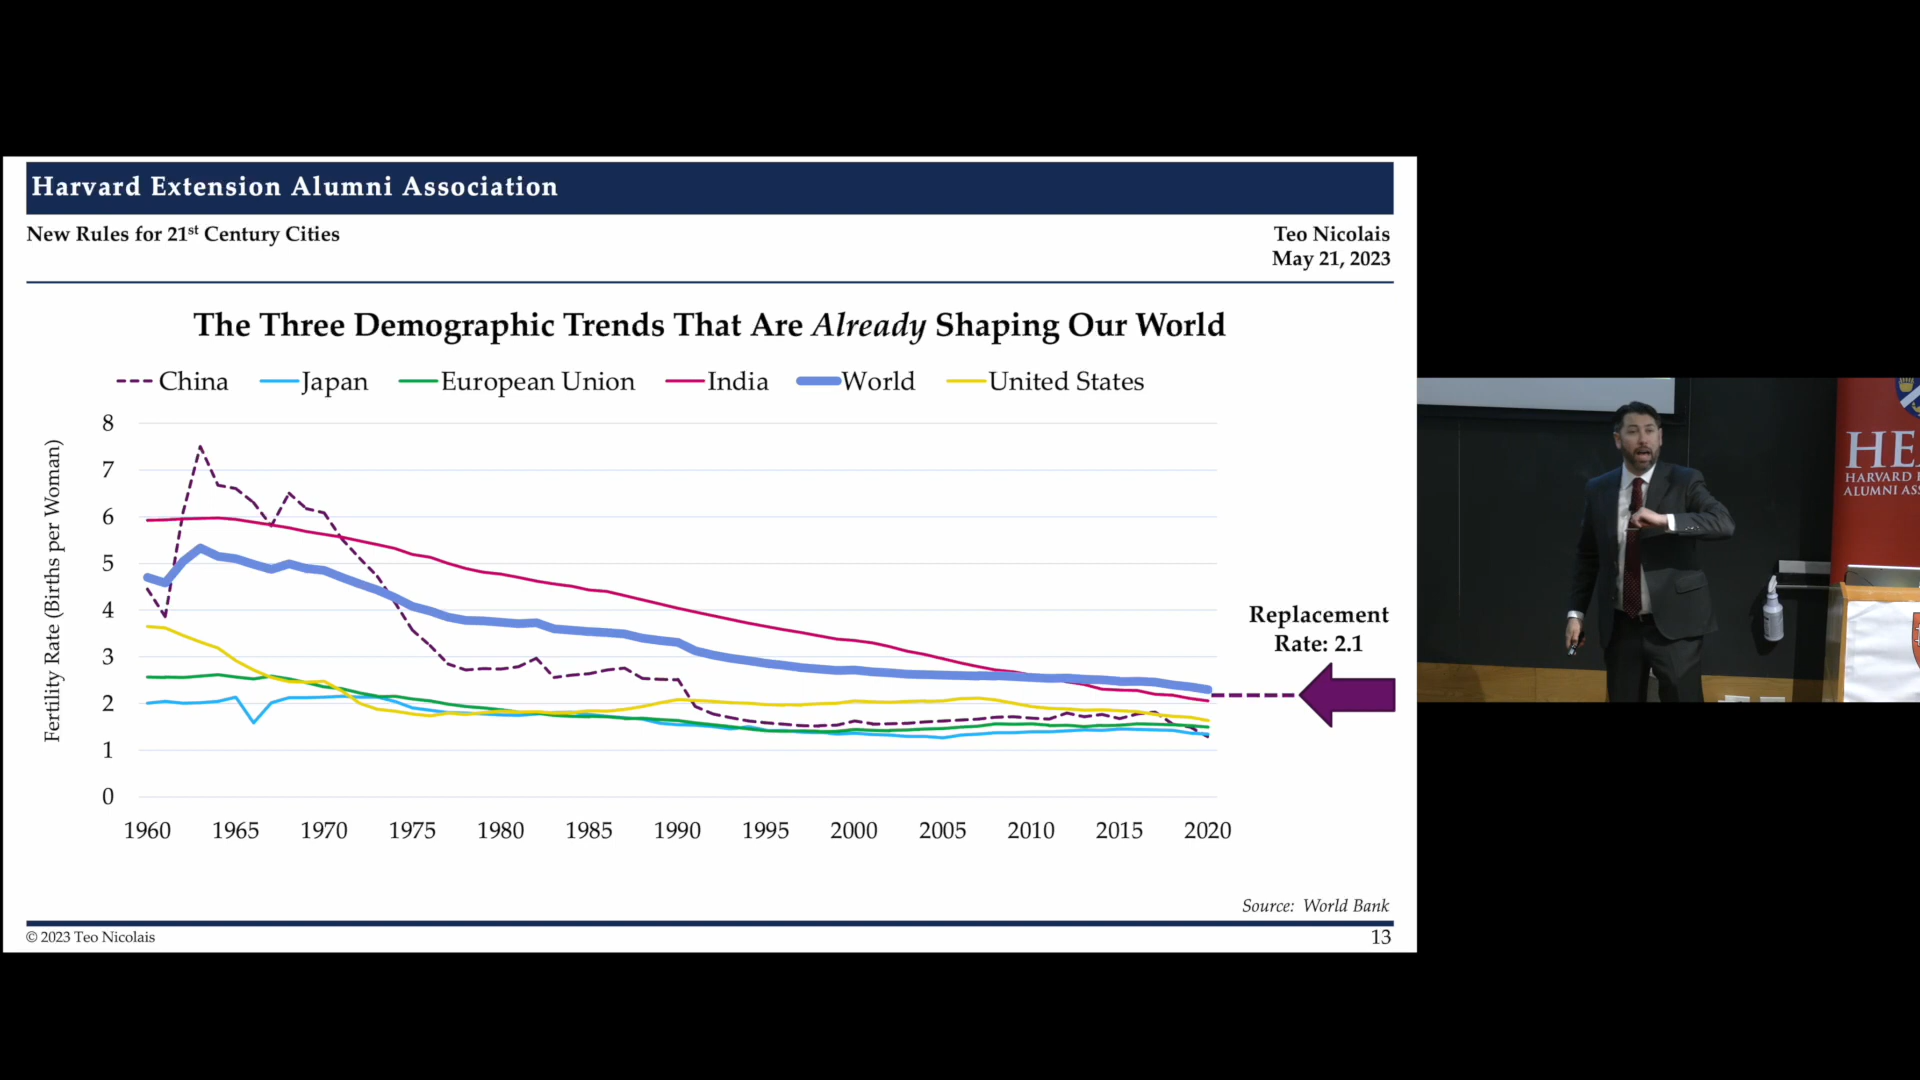 Harvard Extension Alumni Association
New Rules for 21st Century Cities
Teo Nicolais
May 21, 2023
The Three Demographic Trends That Are Already Shaping Our World
China Japan European Union India World United States
Fertility Rate (Births per Woman)
8
7
6
5
4
3
2
1
0
1960 1965 1970 1975 1980 1985 1990 1995 2000 2005 2010 2015 2020
Replacement
Rate: 2.1
Source: World Bank
© 2023 Teo Nicolais
13
HE
HARVARD
ALUMNI AS